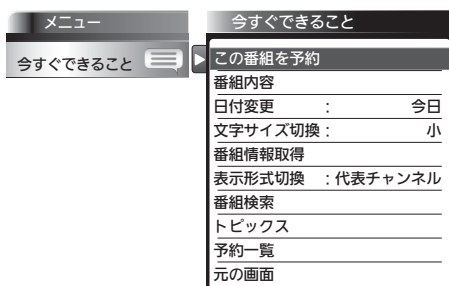 メニュー
今すぐできること
今すぐできること
この番組を予約
番組内容
日付変更 : 今日
文字サイズ切換 : 小
番組情報取得
表示形式切換 : 代表チャンネル
番組検索
トピックス
予約一覧
元の画面